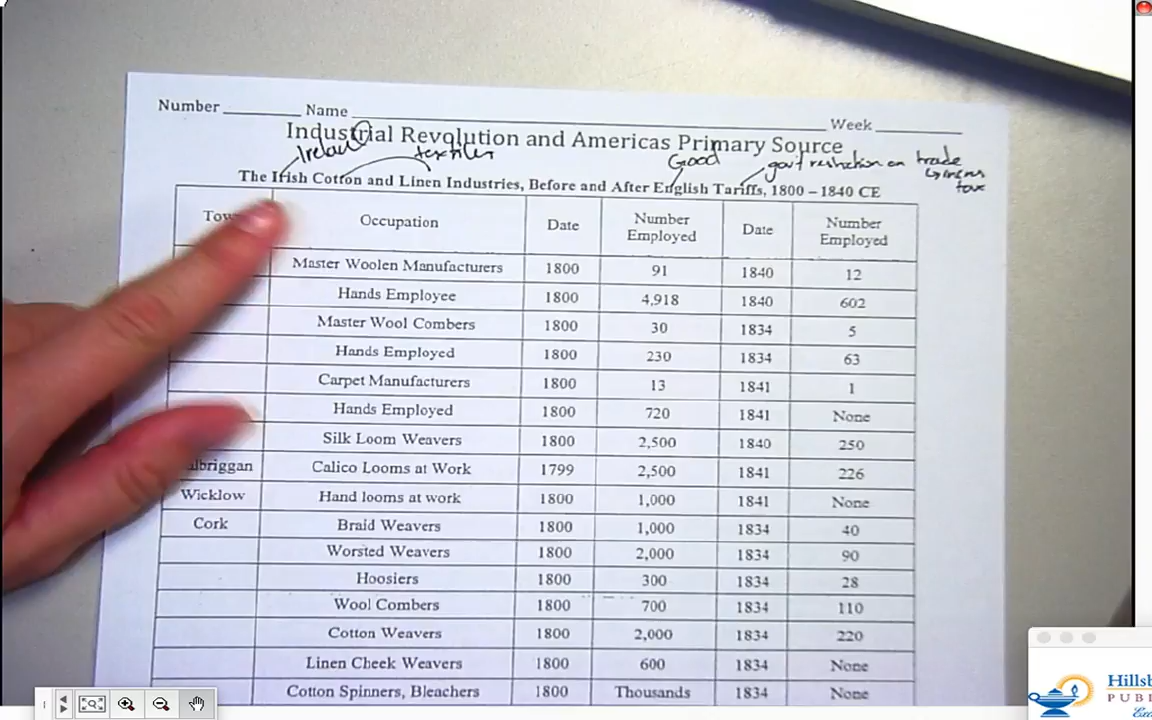 Number ________ Name ________ Week ________
Industrial Revolution and Americas Primary Source
textiles Good gov't restriction on trade
The Irish Cotton and Linen Industries, Before and After English Tariffs, 1800 – 1840 CE
Occupation Date Number Employed Date Number Employed
Master Woolen Manufacturers 1800 91 1840 12
Hands Employee 1800 4,918 1840 602
Master Wool Combers 1800 30 1834 5
Hands Employed 1800 230 1834 63
Carpet Manufacturers 1800 13 1841 1
Hands Employed 1800 720 1841 None
Silk Loom Weavers 1800 2,500 1840 250
Calico Looms at Work 1799 2,500 1841 226
Wicklow Hand looms at work 1800 1,000 1841 None
Cork Braid Weavers 1800 1,000 1834 40
Worsted Weavers 1800 2,000 1834 90
Hoosiers 1800 300 1834 28
Wool Combers 1800 700 1834 110
Cotton Weavers 1800 2,000 1834 220
Linen Cheek Weavers 1800 600 1834 None
Cotton Spinners, Bleachers 1800 Thousands 1834 None